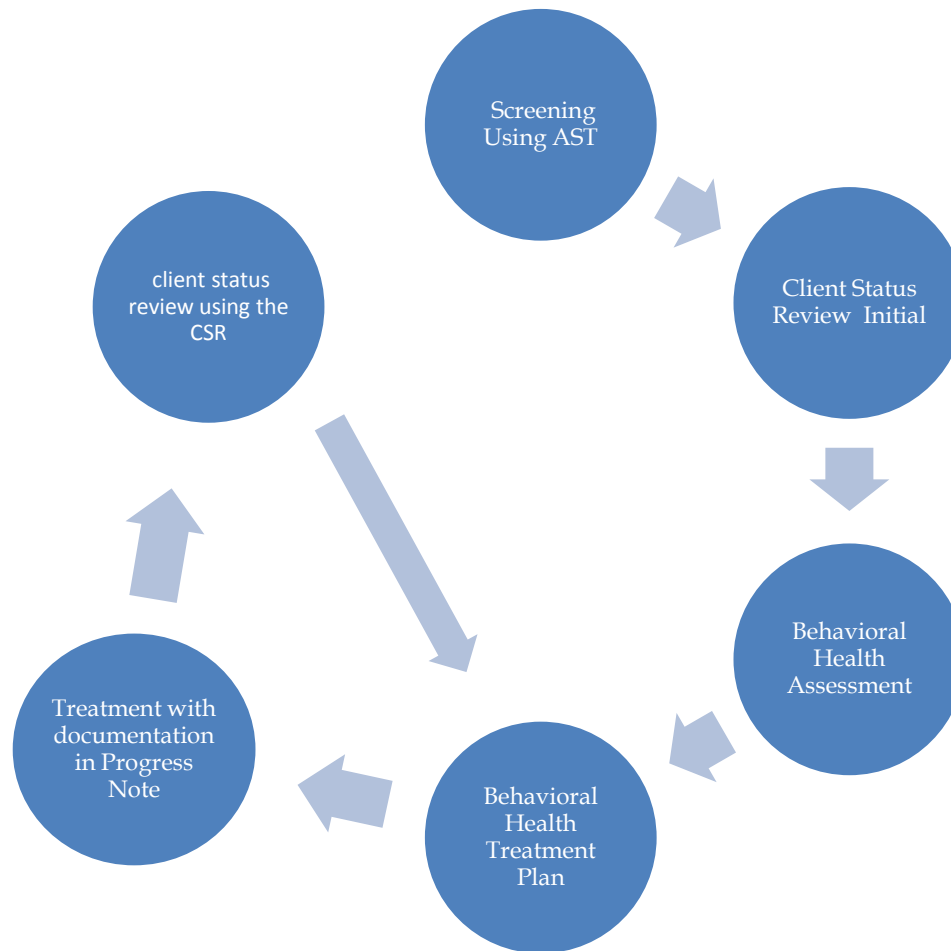 Screening
Using AST
Client Status
Review Initial
Behavioral
Health
Assessment
Behavioral
Health
Treatment
Plan
Treatment with
documentation
in Progress
Note
client status
review using the
CSR